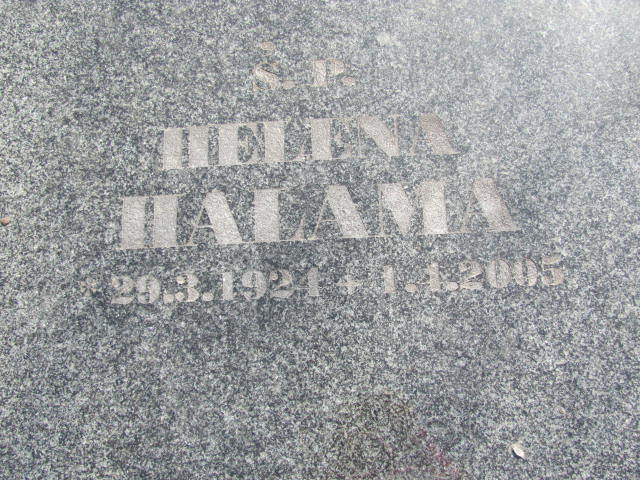 Ś. P.
HELENA
HALAMA
* 29.3.1924 + 1.4.2005.